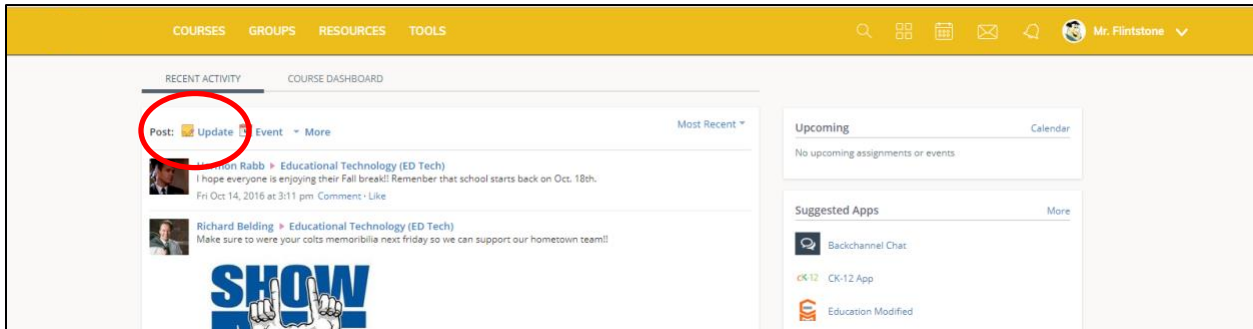 COURSES GROUPS RESOURCES TOOLS Mr. Flintstone
RECENT ACTIVITY COURSE DASHBOARD
Post: Update Event More
Most Recent
Harmon Rabb Educational Technology (ED Tech)
I hope everyone is enjoying their Fall break!! Remenber that school starts back on Oct. 18th.
Fri Oct 14, 2016 at 3:11 pm Comment · Like
Richard Belding Educational Technology (ED Tech)
Make sure to were your colts memoribilia next friday so we can support our hometown team!!
SHOW
Upcoming Calendar
No upcoming assignments or events
Suggested Apps More
Backchannel Chat
CK-12 CK-12 App
Education Modified